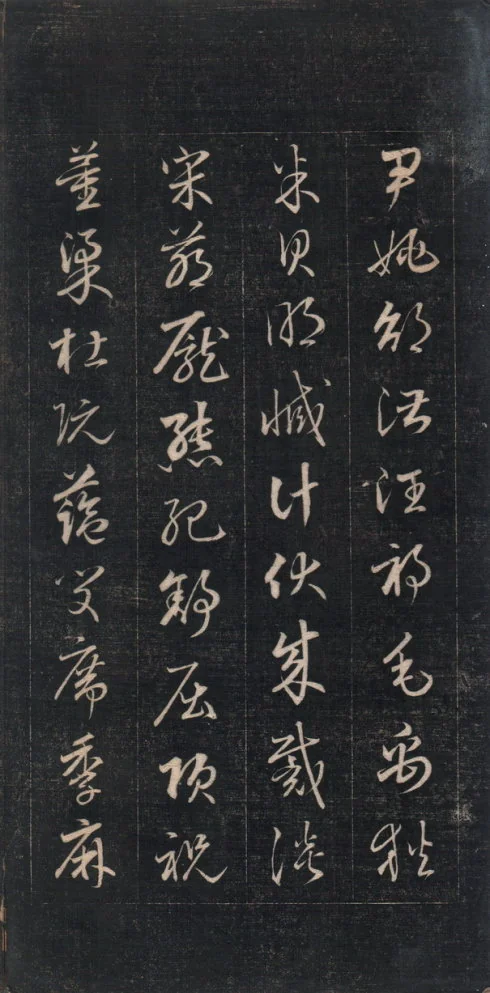 尹姚邵湛汪祁毛禹狄
米貝明臧計伏成戴談
宋茅龐熊紀舒屈項祝
董梁杜阮藍閔席季麻